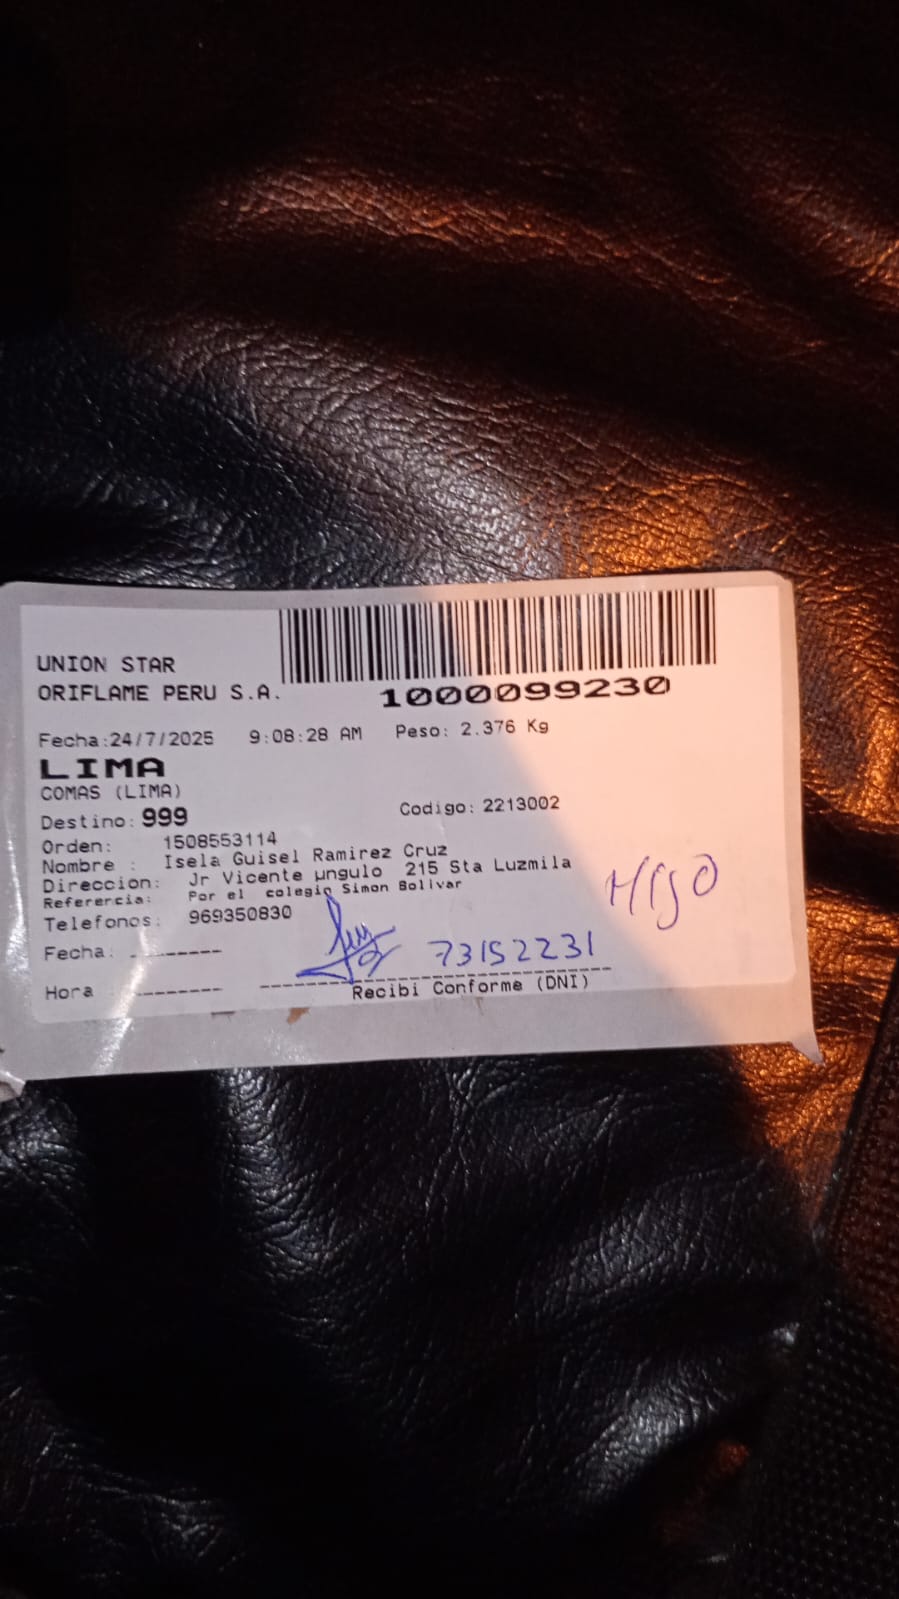 UNION STAR
ORIFLAME PERU S.A.
1000099230
Fecha:24/7/2025 9:08:28 AM Peso: 2.376 Kg
LIMA
COMAS (LIMA)
Destino: 999 Codigo: 2213002
Orden: 1508553114
Nombre : Isela Guisel Ramirez Cruz
Direccion: Jr Vicente µngulo 215 Sta Luzmila
Referercia: Por el colegio Simon Bolivar
Telefonos: 969350830
HIJO
Fecha: --------- 73152231
Hora ---------
Recibi Conforme (DNI)